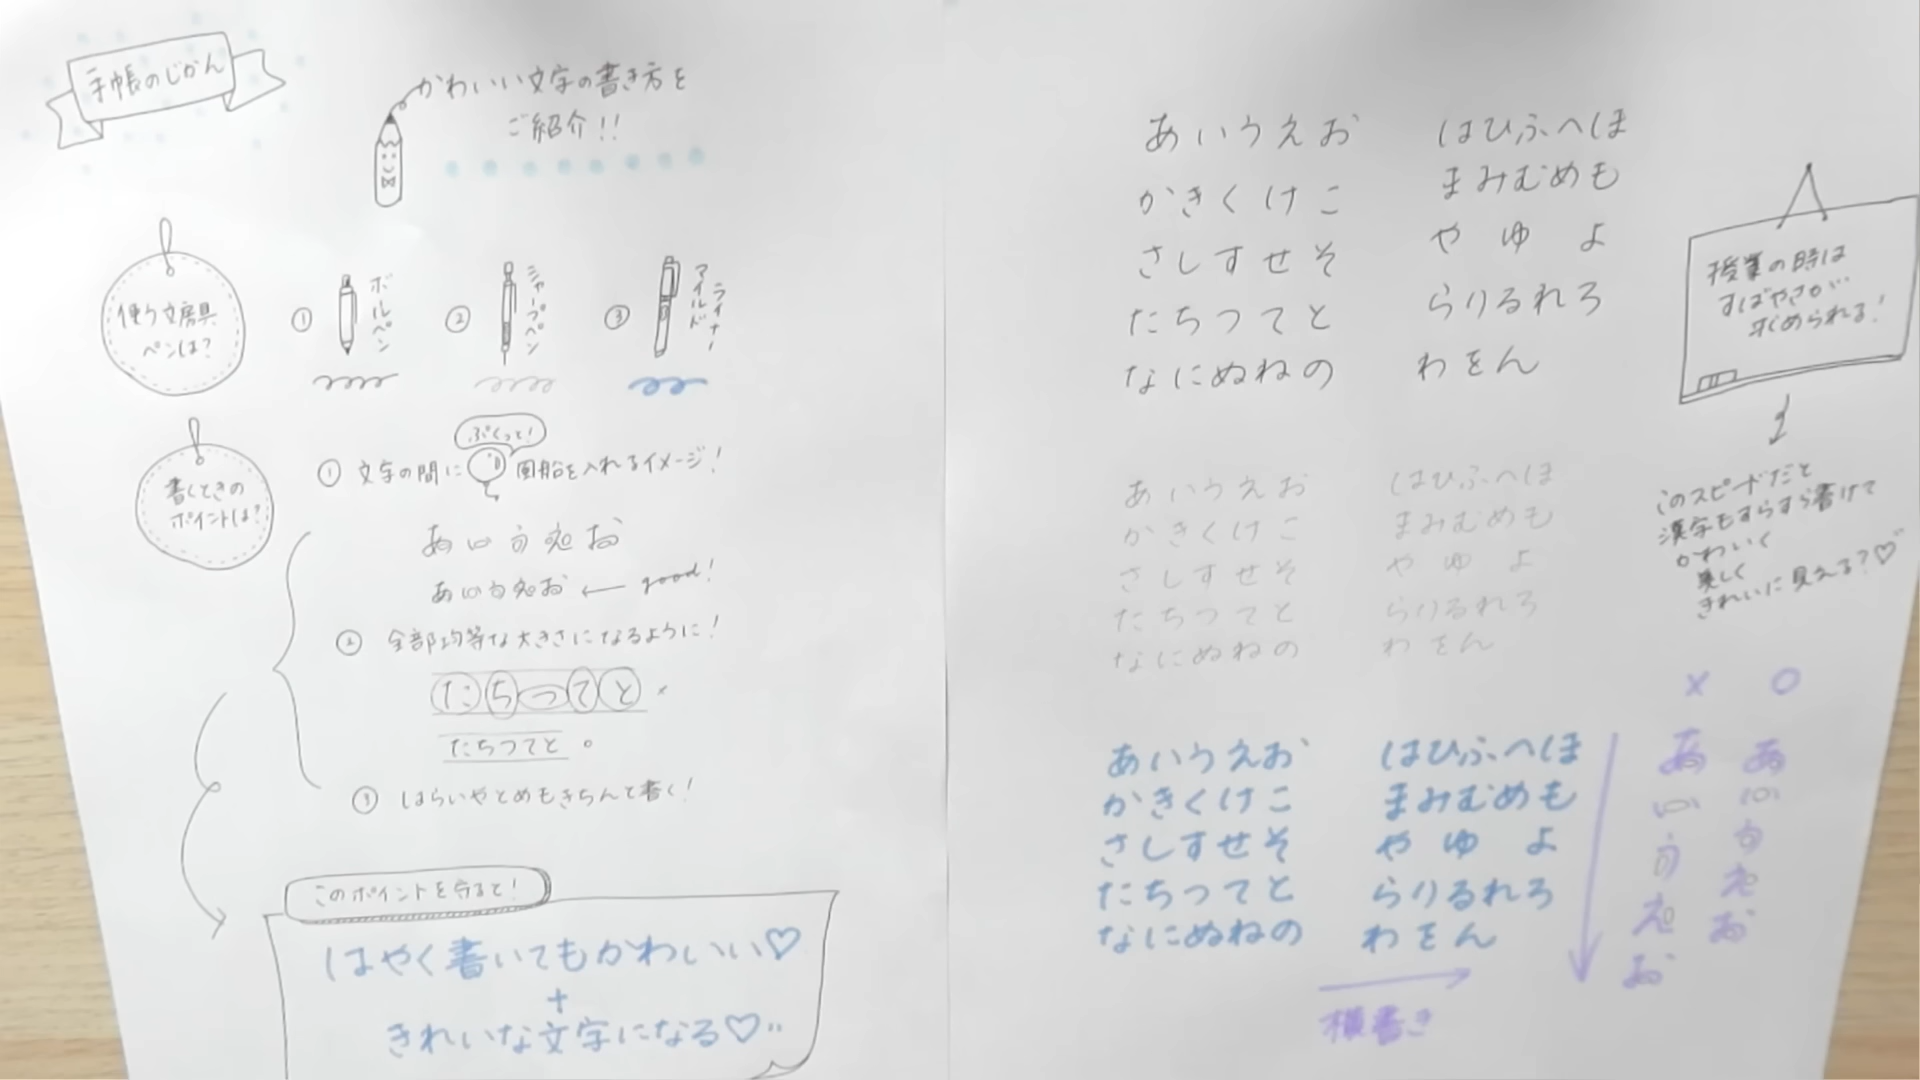 手帳のじかん
かわいい文字の書き方を
ご紹介!!
使う文房具
ペンは?
① ボールペン
② シャープペン
③ マイルド
ライナー
書くときの
ポイントは?
ぷくっと!
① 文字の間に 風船を入れるイメージ!
あいうえお
あいうえお ← good!
② 全部均等な大きさになるように!
たちつてと ×
たちつてと 。
③ はらいやとめもきちんと書く!
このポイントを守ると!
はやく書いてもかわいい♡
+
きれいな文字になる♡
あいうえお はひふへほ
かきくけこ まみむめも
さしすせそ や ゆ よ
たちつてと らりるれろ
なにぬねの わをん
授業の時は
すばやさが…
求められる!
あいうえお はひふへほ
かきくけこ まみむめも
さしすせそ や ゆ よ
たちつてと らりるれろ
なにぬねの わをん
このスピードだと
漢字もすらすら書けて
かわいく
美しく
きれいに見える?♡
あいうえお はひふへほ
かきくけこ まみむめも
さしすせそ や ゆ よ
たちつてと らりるれろ
なにぬねの わをん
横書き
× ○
あいうえお
あいうえお